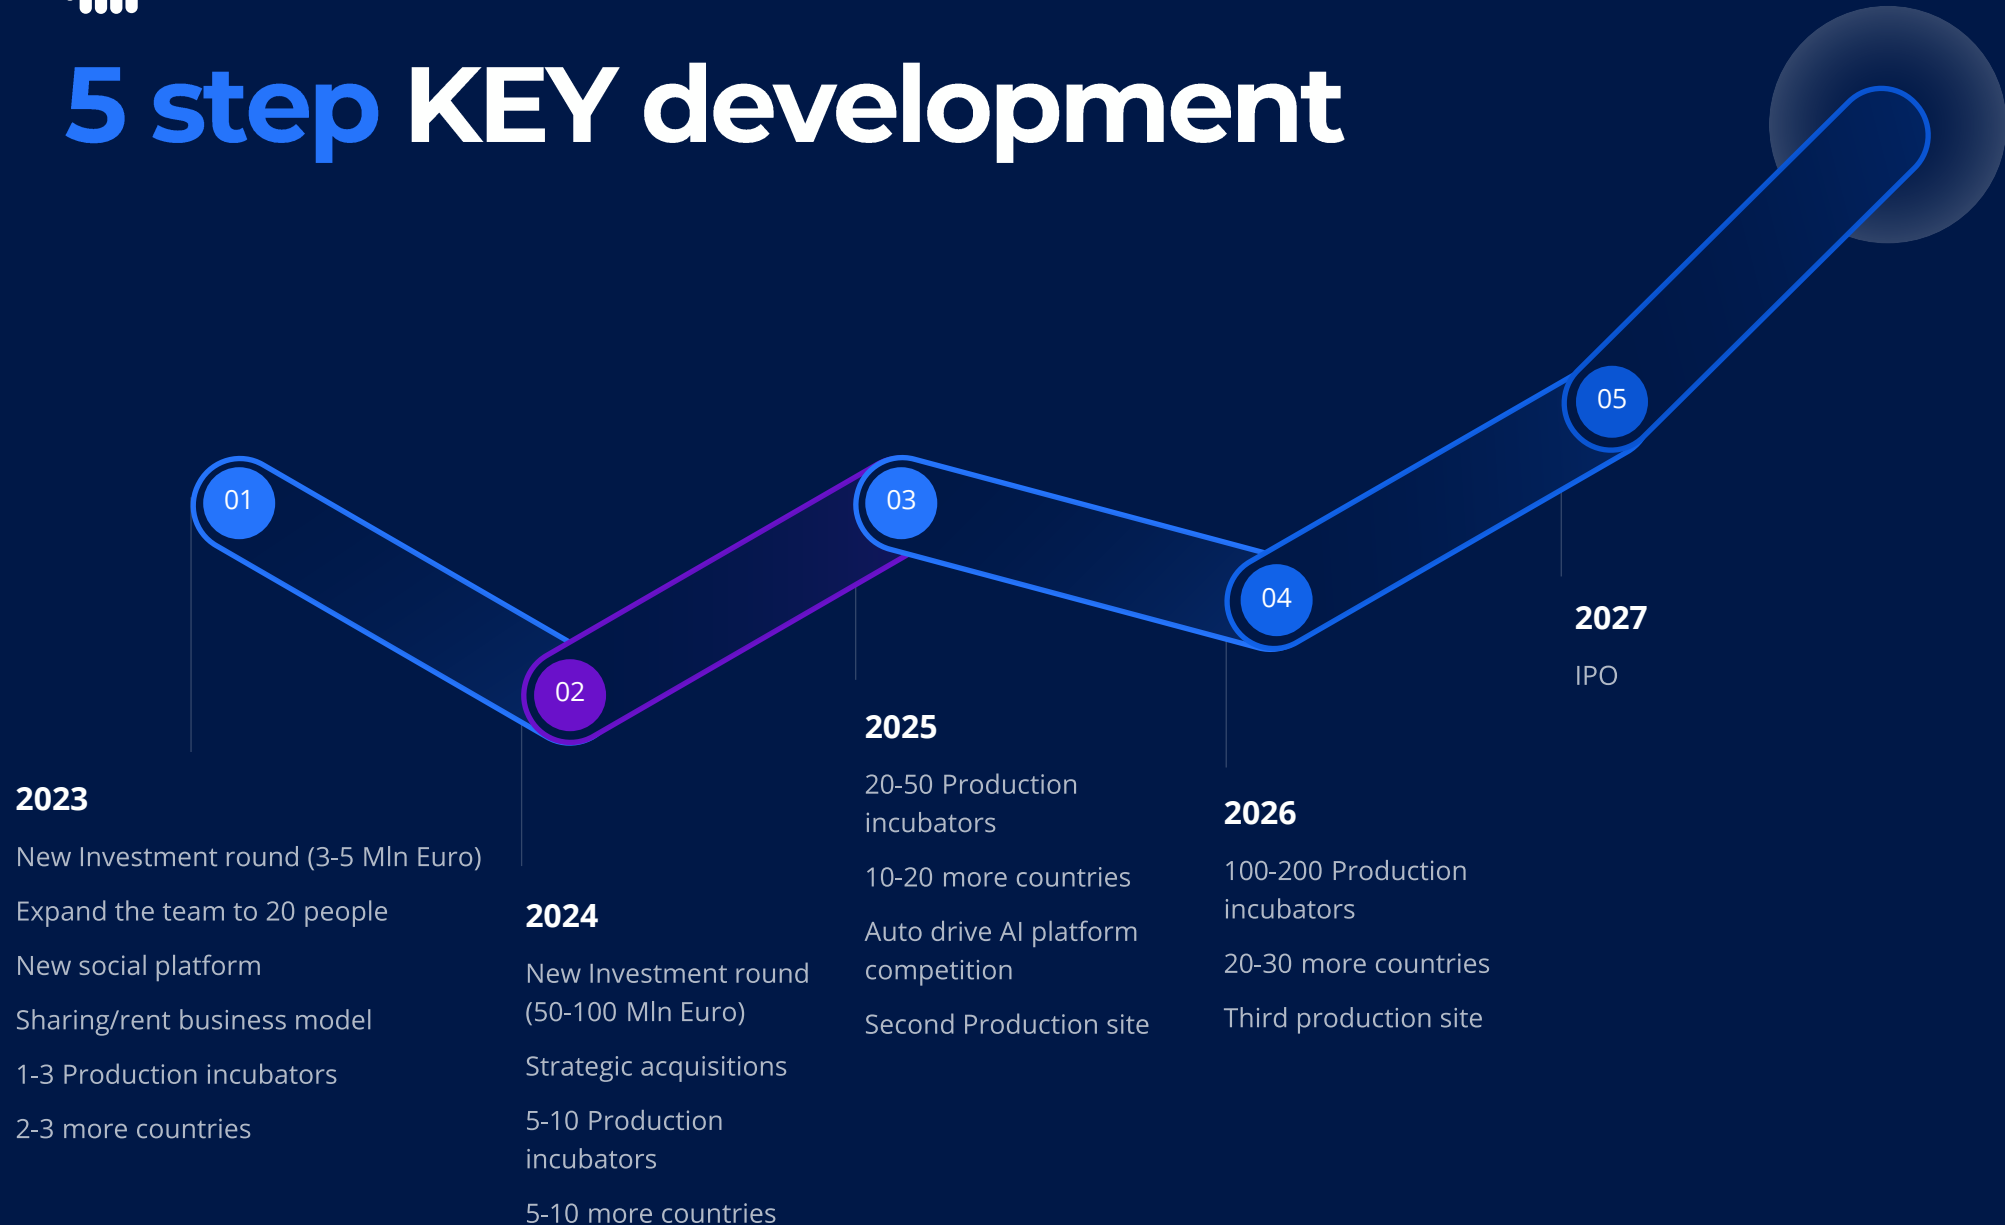 5 step KEY development
01
02
03
04
05
2023
New Investment round (3-5 Mln Euro)
Expand the team to 20 people
New social platform
Sharing/rent business model
1-3 Production incubators
2-3 more countries
2024
New Investment round
(50-100 Mln Euro)
Strategic acquisitions
5-10 Production
incubators
5-10 more countries
2025
20-50 Production
incubators
10-20 more countries
Auto drive AI platform
competition
Second Production site
2026
100-200 Production
incubators
20-30 more countries
Third production site
2027
IPO